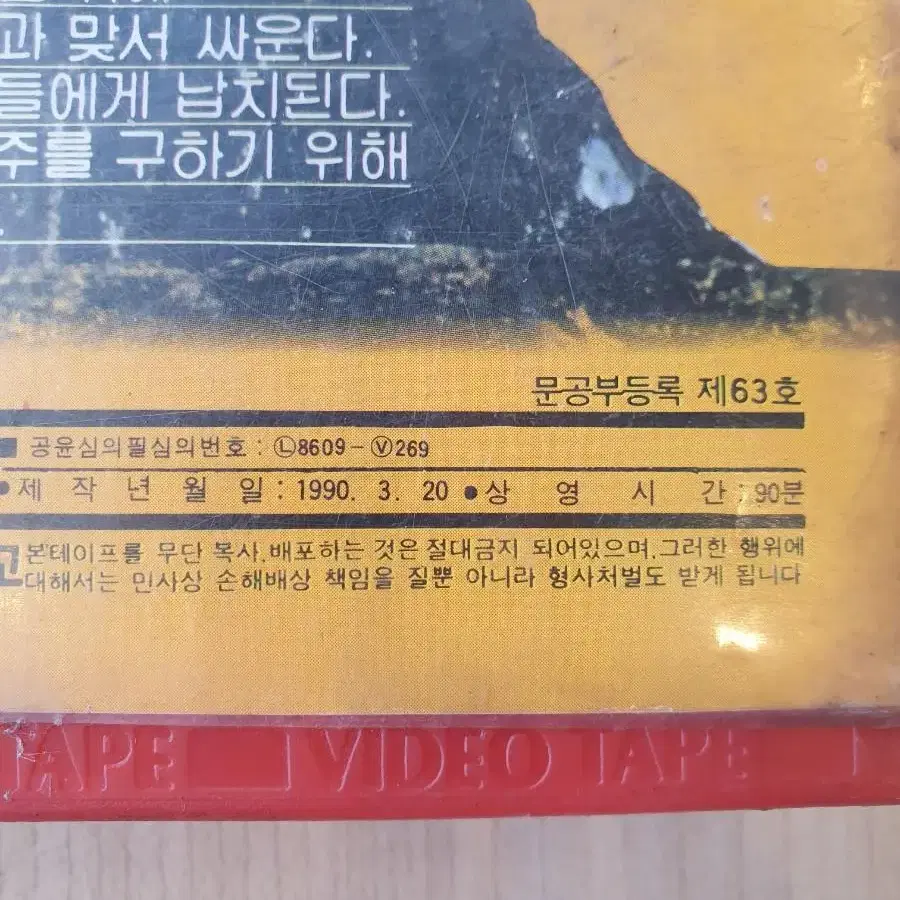 과 맞서 싸운다.
들에게 납치된다.
주를 구하기 위해
문공부등록 제63호
■ 공윤심의필심의번호 : Ⓛ8609-Ⓥ269
●제 작 년 월 일 : 1990. 3. 20 ●상 영 시 간 : 90분
고 본테이프를 무단 복사, 배포하는 것은 절대금지 되어있으며, 그러한 행위에
대해서는 민사상 손해배상 책임을 질뿐 아니라 형사처벌도 받게 됩니다
TAPE VIDEO TAPE